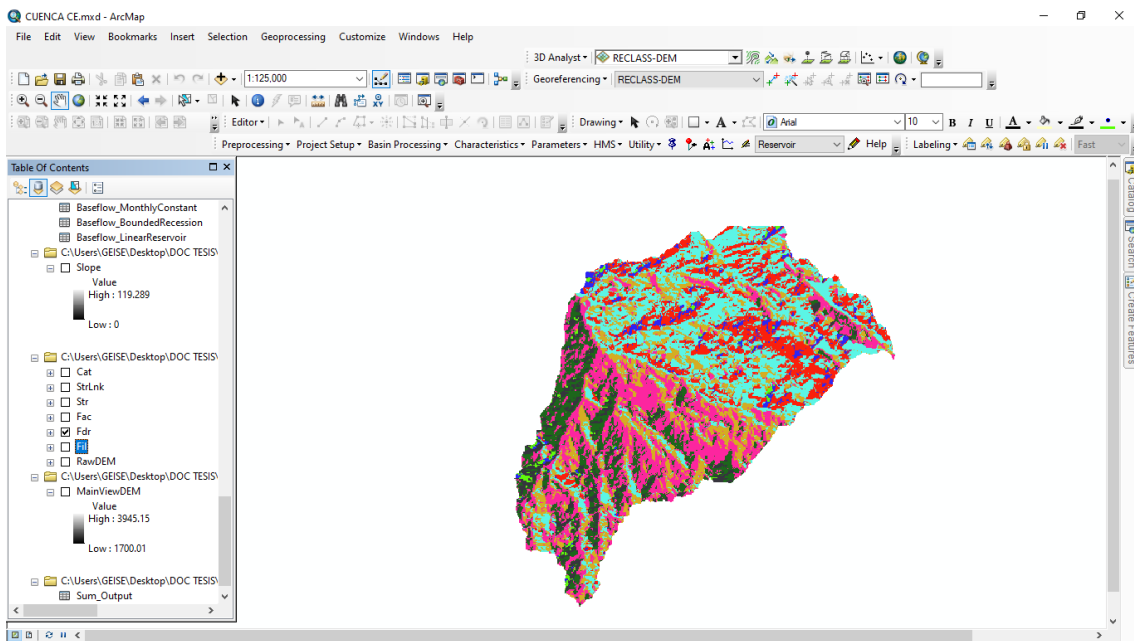 CUENCA CE.mxd - ArcMap
File Edit View Bookmarks Insert Selection Geoprocessing Customize Windows Help
3D Analyst RECLASS-DEM
1:125,000 Georeferencing RECLASS-DEM
Editor Drawing A Arial 10 B I U A
Preprocessing Project Setup Basin Processing Characteristics Parameters HMS Utility Reservoir Help Labeling Fast
Table Of Contents
Baseflow_MonthlyConstant
Baseflow_BoundedRecession
Baseflow_LinearReservoir
C:\Users\GEISE\Desktop\DOC TESIS\
Slope
Value
High : 119.289
Low : 0
C:\Users\GEISE\Desktop\DOC TESIS\
Cat
StrLnk
Str
Fac
Fdr
Fil
RawDEM
C:\Users\GEISE\Desktop\DOC TESIS\
MainViewDEM
Value
High : 3945.15
Low : 1700.01
C:\Users\GEISE\Desktop\DOC TESIS\
Sum_Output
Catalog
Search
Create Features